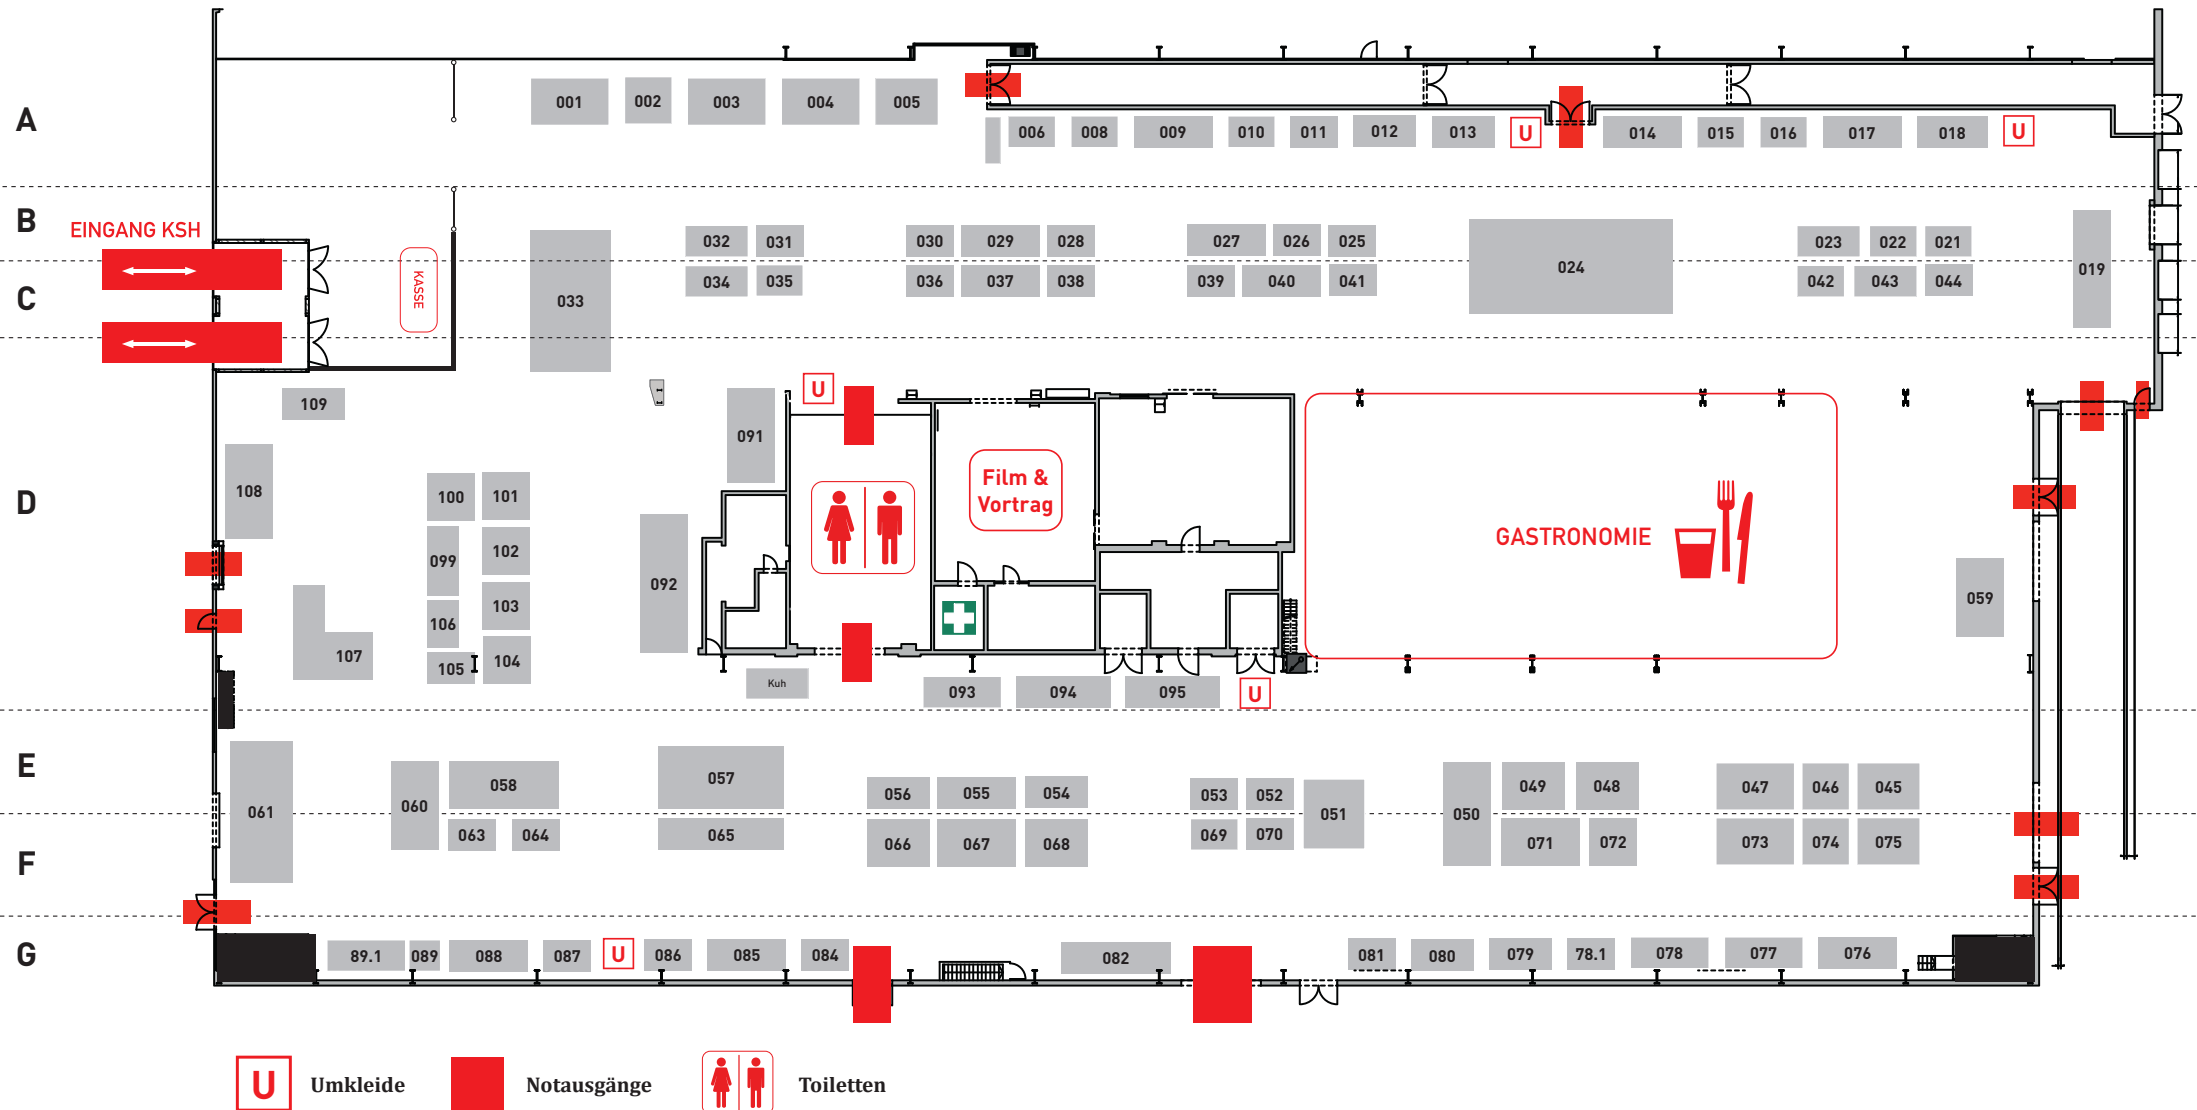 A
001 002 003 004 005
006 008 009 010 011 012 013 U 014 015 016 017 018 U
B
EINGANG KSH
032 031 030 029 028 027 026 025 023 022 021
KASSE
C
033 034 035 036 037 038 039 040 041 024 042 043 044 019
109
U
091
108
100 101
Film &
Vortrag
D
GASTRONOMIE
099 102
092
059
103
106
107
105 104
Kuh
093 094 095 U
E
061 060 058 057 056 055 054 053 052 051 050 049 048 047 046 045
F
063 064 065 066 067 068 069 070 071 072 073 074 075
G
89.1 089 088 087 U 086 085 084 082 081 080 079 78.1 078 077 076
U Umkleide Notausgänge Toiletten